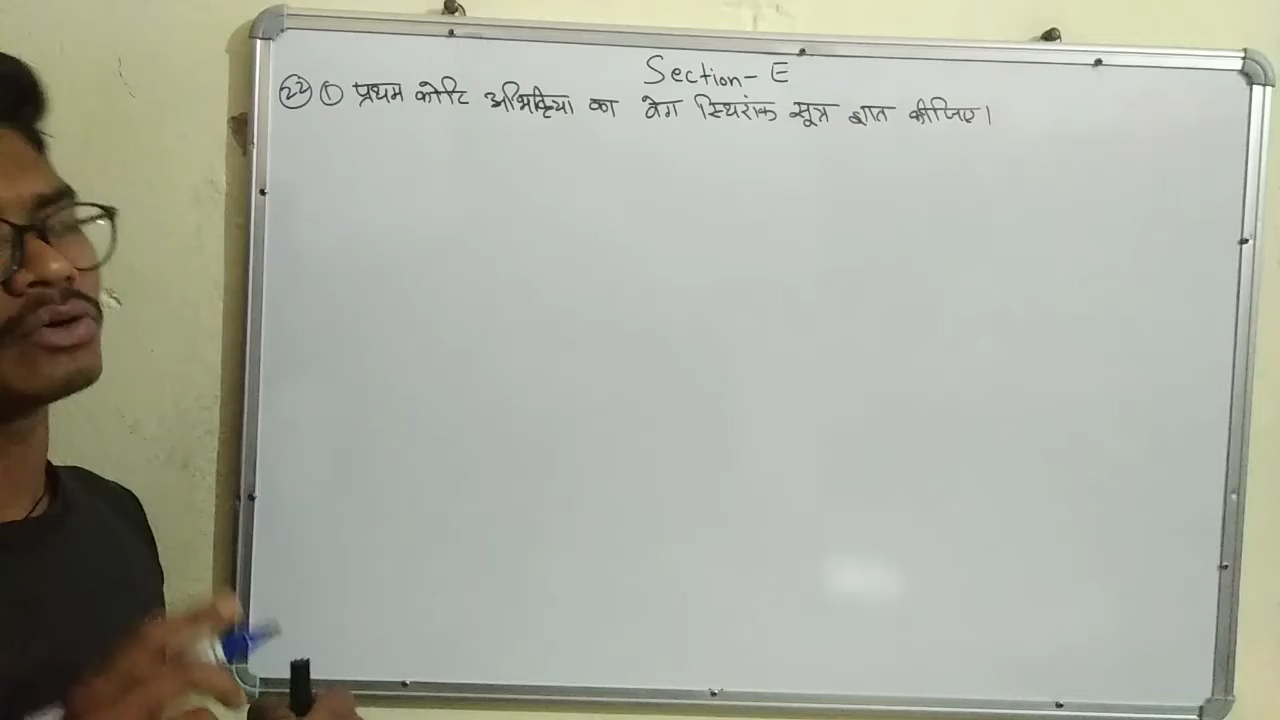 Section - E
22 ① प्रथम कोटि अभिक्रिया का वेग स्थिरांक सूत्र ज्ञात कीजिए।